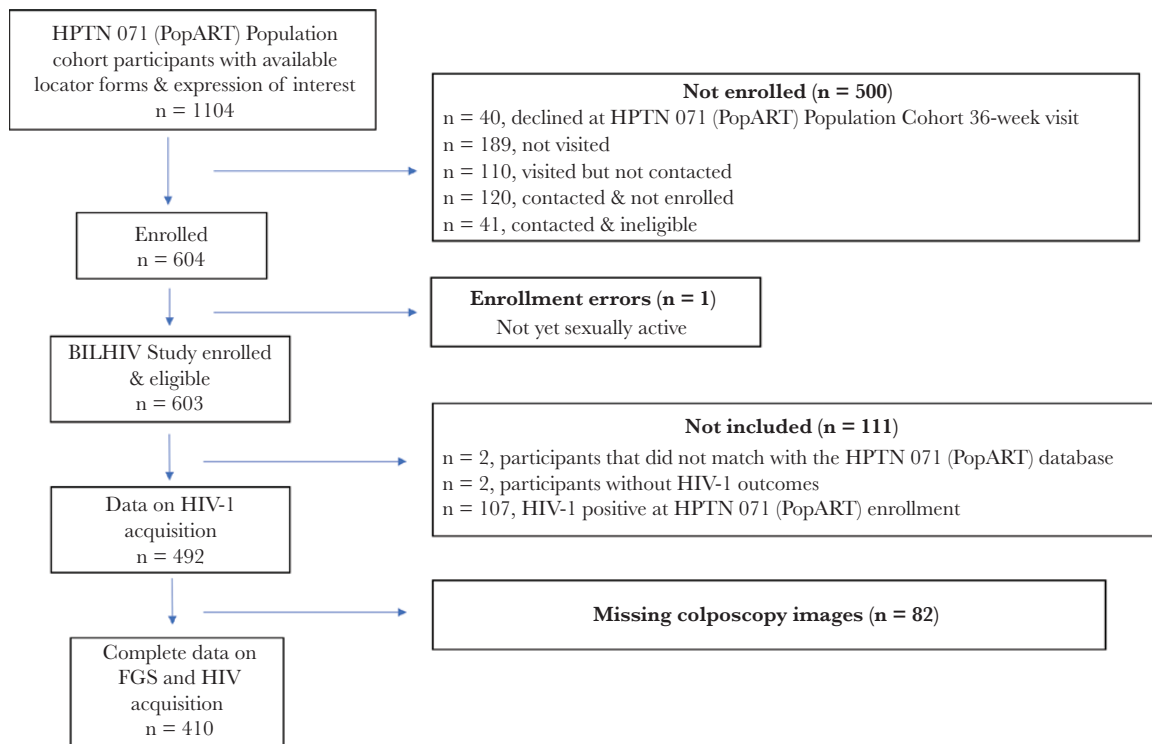 HPTN 071 (PopART) Population
cohort participants with available
locator forms & expression of interest
n = 1104
Not enrolled (n = 500)
n = 40, declined at HPTN 071 (PopART) Population Cohort 36-week visit
n = 189, not visited
n = 110, visited but not contacted
n = 120, contacted & not enrolled
n = 41, contacted & ineligible
Enrolled
n = 604
Enrollment errors (n = 1)
Not yet sexually active
BILHIV Study enrolled
& eligible
n = 603
Not included (n = 111)
n = 2, participants that did not match with the HPTN 071 (PopART) database
n = 2, participants without HIV-1 outcomes
n = 107, HIV-1 positive at HPTN 071 (PopART) enrollment
Data on HIV-1
acquisition
n = 492
Missing colposcopy images (n = 82)
Complete data on
FGS and HIV
acquisition
n = 410